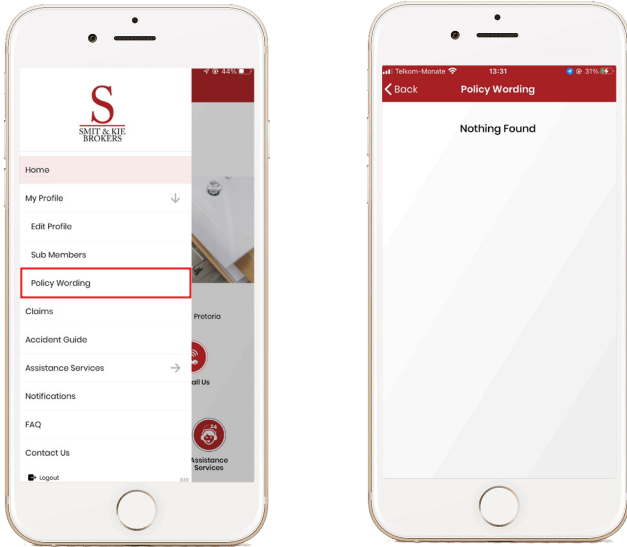 44%
S
SMIT & KIE
BROKERS
Home
My Profile
Edit Profile
Sub Members
Policy Wording
Claims
Accident Guide
Assistance Services
Notifications
FAQ
Contact Us
Logout
Pretoria
all Us
24
Assistance
Services
Telkom-Monate 13:31 31%
Back Policy Wording
Nothing Found